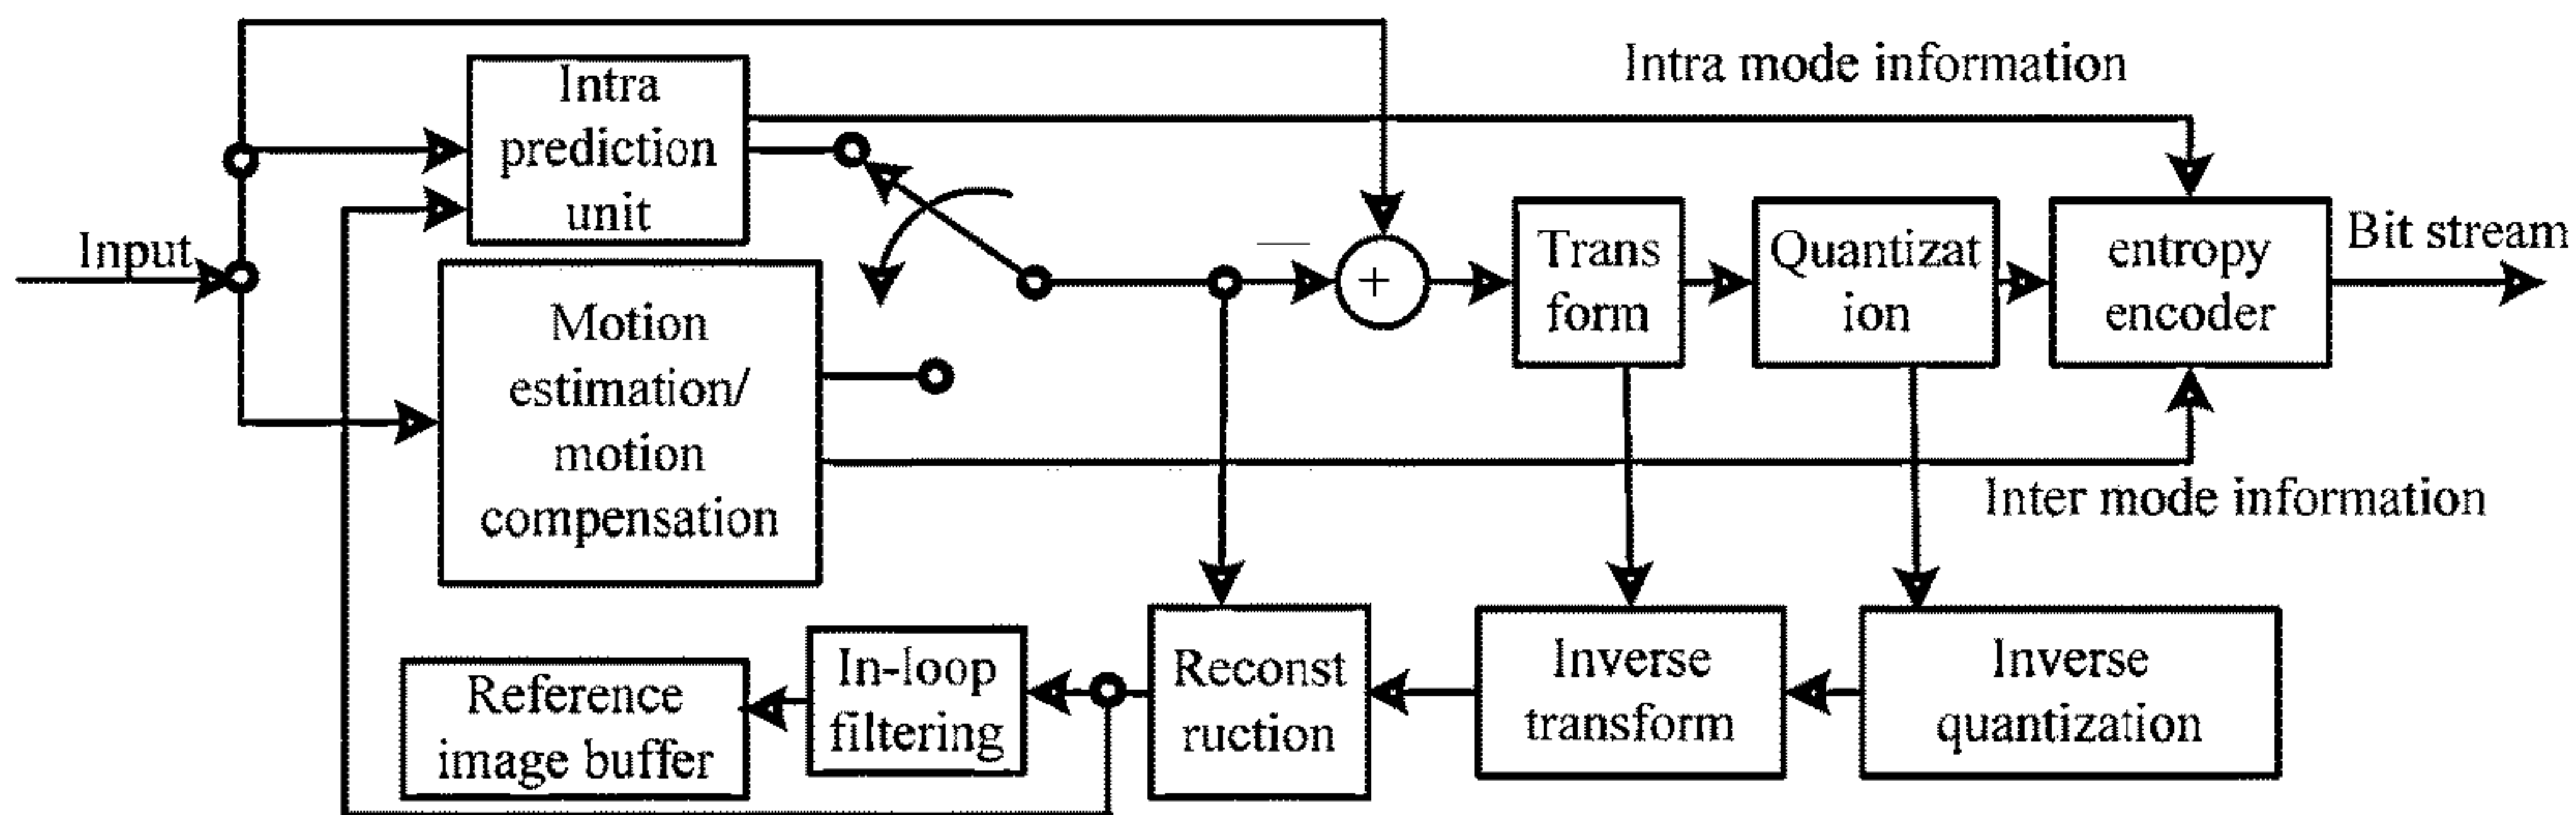 Intra mode information
Intra
prediction
unit
Input
Motion
estimation/
motion
compensation
—
+
Trans
form
Quantizat
ion
entropy
encoder
Bit stream
Inter mode information
Reference
image buffer
In-loop
filtering
Reconst
ruction
Inverse
transform
Inverse
quantization